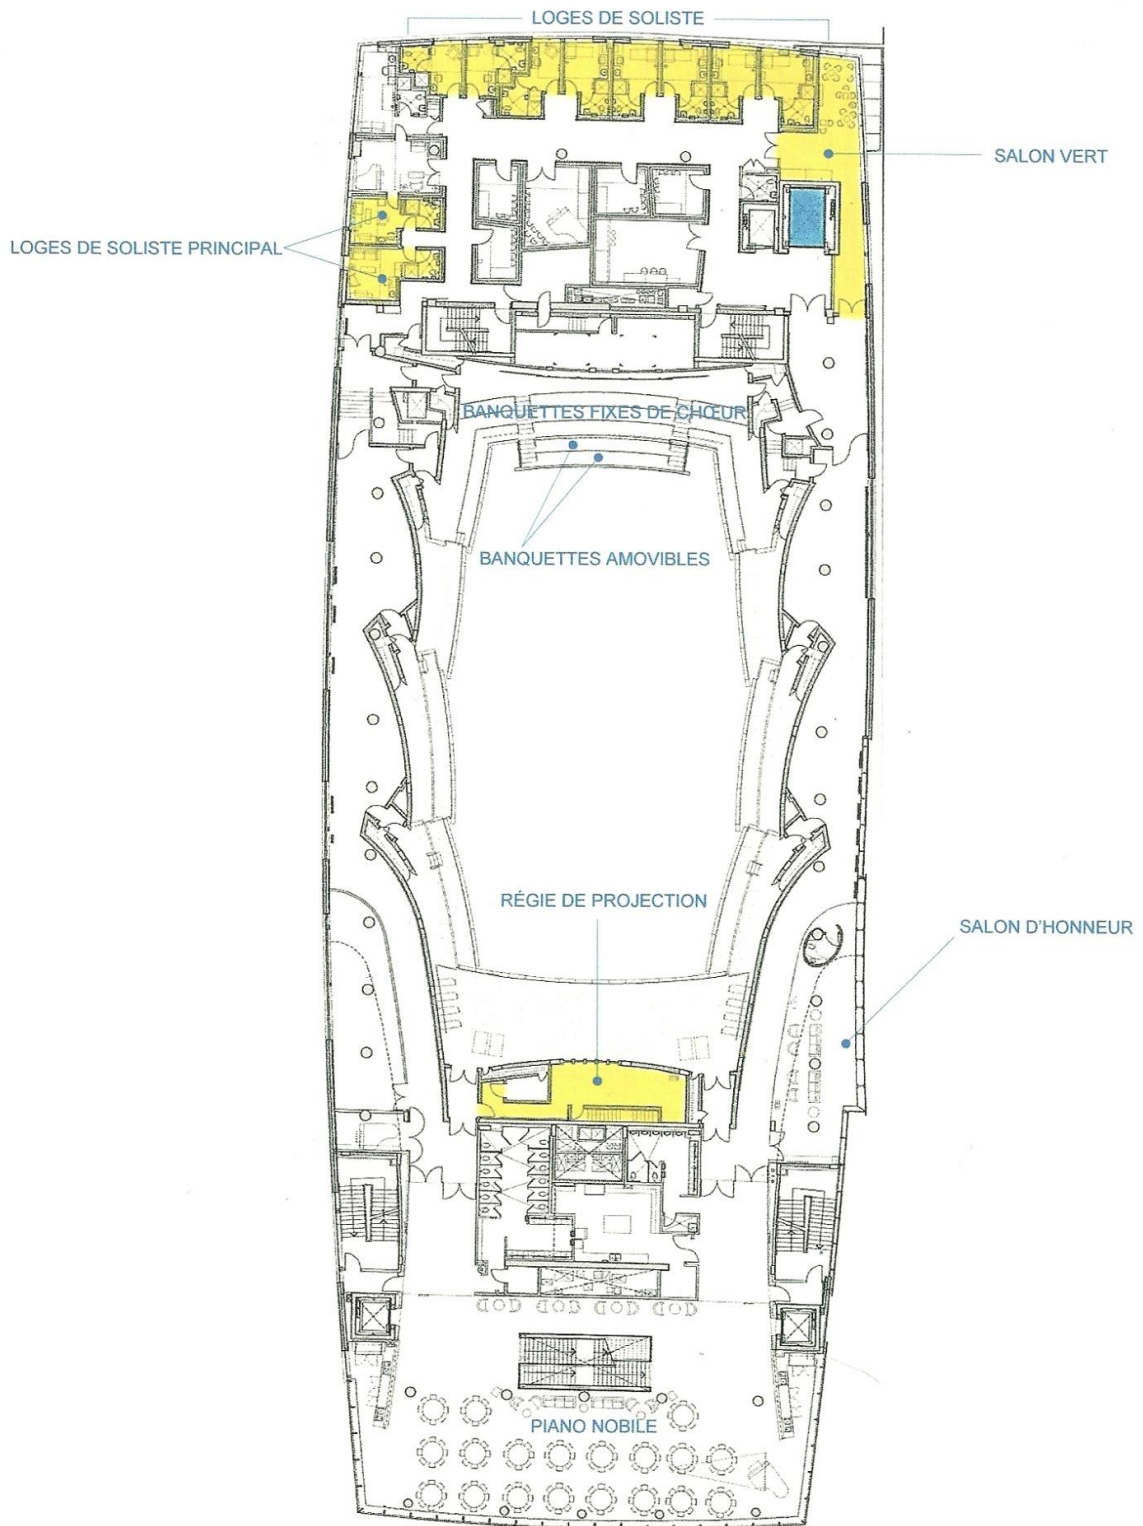 LOGES DE SOLISTE
SALON VERT
LOGES DE SOLISTE PRINCIPAL
BANQUETTES FIXES DE CHŒUR
BANQUETTES AMOVIBLES
RÉGIE DE PROJECTION
SALON D'HONNEUR
PIANO NOBILE